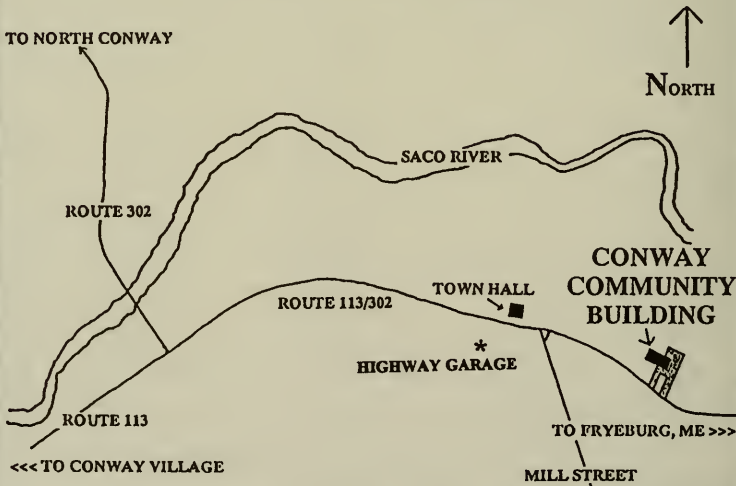 TO NORTH CONWAY
NORTH
SACO RIVER
ROUTE 302
CONWAY
COMMUNITY
BUILDING
TOWN HALL
ROUTE 113/302
*
HIGHWAY GARAGE
ROUTE 113
TO FRYEBURG, ME >>>
<<< TO CONWAY VILLAGE
MILL STREET